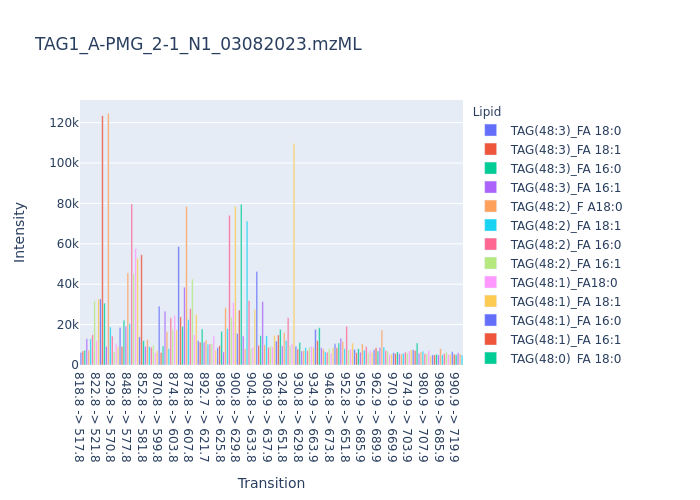 TAG1_A-PMG_2-1_N1_03082023.mzML
Lipid
TAG(48:3)_FA 18:0
TAG(48:3)_FA 18:1
TAG(48:3)_FA 16:0
TAG(48:3)_FA 16:1
TAG(48:2)_F A18:0
TAG(48:2)_FA 18:1
TAG(48:2)_FA 16:0
TAG(48:2)_FA 16:1
TAG(48:1)_FA18:0
TAG(48:1)_FA 18:1
TAG(48:1)_FA 16:0
TAG(48:1)_FA 16:1
TAG(48:0)_FA 18:0
Intensity
120k
100k
80k
60k
40k
20k
0
818.8 -> 517.8
822.8 -> 521.8
829.8 -> 570.8
848.8 -> 577.8
852.8 -> 581.8
870.8 -> 599.8
874.8 -> 603.8
878.8 -> 607.8
892.7 -> 621.7
896.8 -> 625.8
900.8 -> 629.8
904.8 -> 633.8
908.9 -> 637.9
924.8 -> 651.8
930.8 -> 629.8
934.9 -> 663.9
946.8 -> 673.8
952.8 -> 651.8
956.9 -> 685.9
962.9 -> 689.9
970.9 -> 669.9
974.9 -> 703.9
980.9 -> 707.9
986.9 -> 685.9
990.9 -> 719.9
Transition